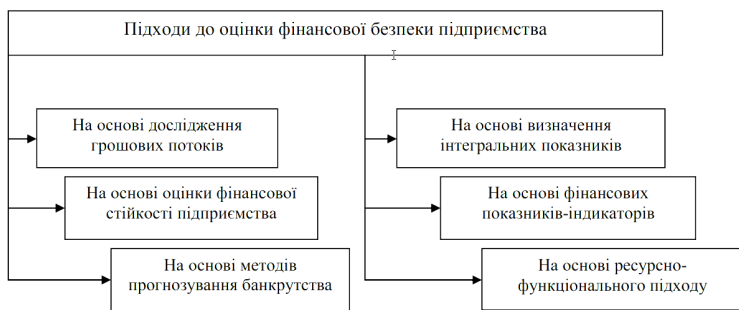 Підходи до оцінки фінансової безпеки підприємства
На основі дослідження
грошових потоків
На основі оцінки фінансової
стійкості підприємства
На основі методів
прогнозування банкрутства
На основі визначення
інтегральних показників
На основі фінансових
показників-індикаторів
На основі ресурсно-
функціонального підходу